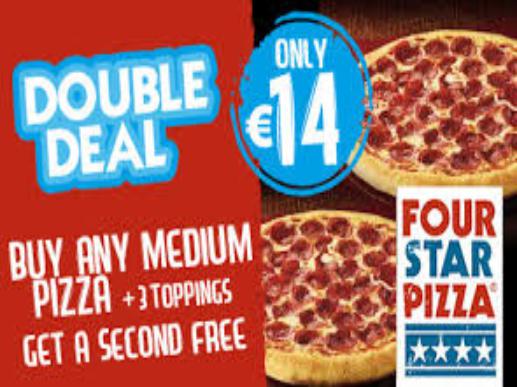 DOUBLE
DEAL
ONLY
€14
BUY ANY MEDIUM
PIZZA + 3 TOPPINGS
GET A SECOND FREE
FOUR
STAR
PIZZA®